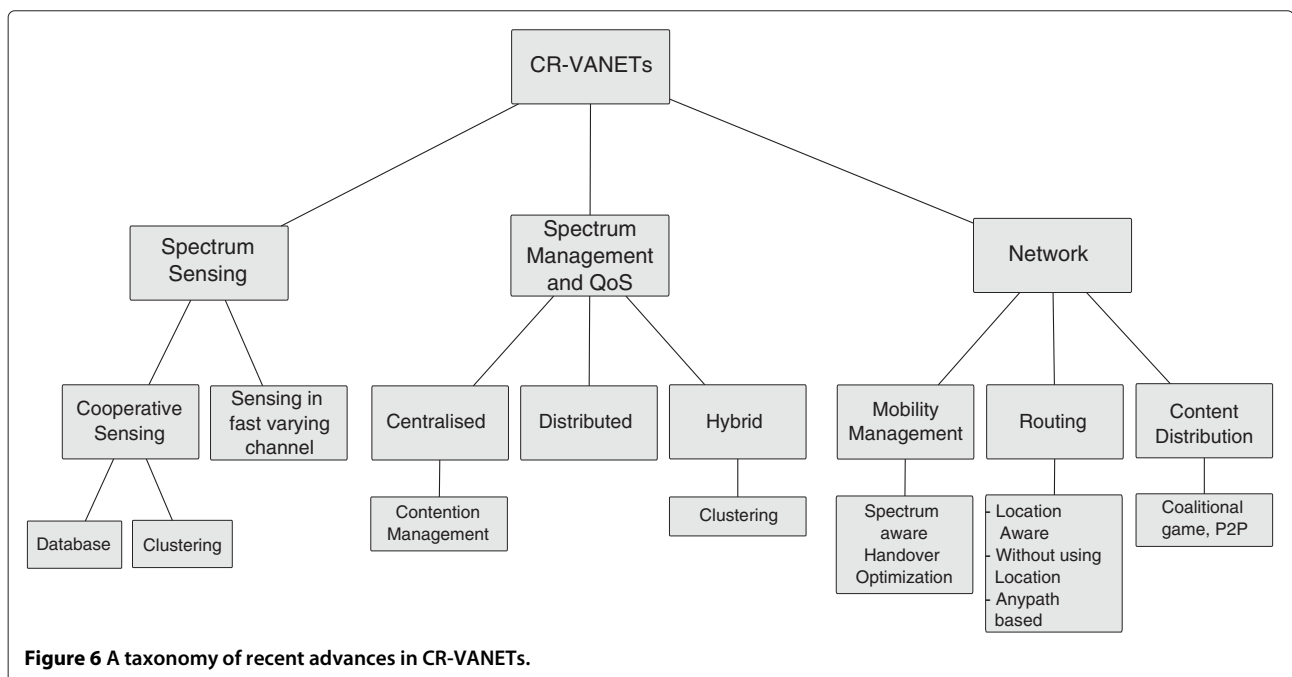 CR-VANETs
Spectrum
Sensing
Spectrum
Management
and QoS
Network
Cooperative
Sensing
Sensing in
fast varying
channel
Centralised
Distributed
Hybrid
Mobility
Management
Routing
Content
Distribution
Database
Clustering
Contention
Management
Clustering
Spectrum
aware
Handover
Optimization
- Location
Aware
- Without using
Location
- Anypath
based
Coalitional
game, P2P
Figure 6 A taxonomy of recent advances in CR-VANETs.